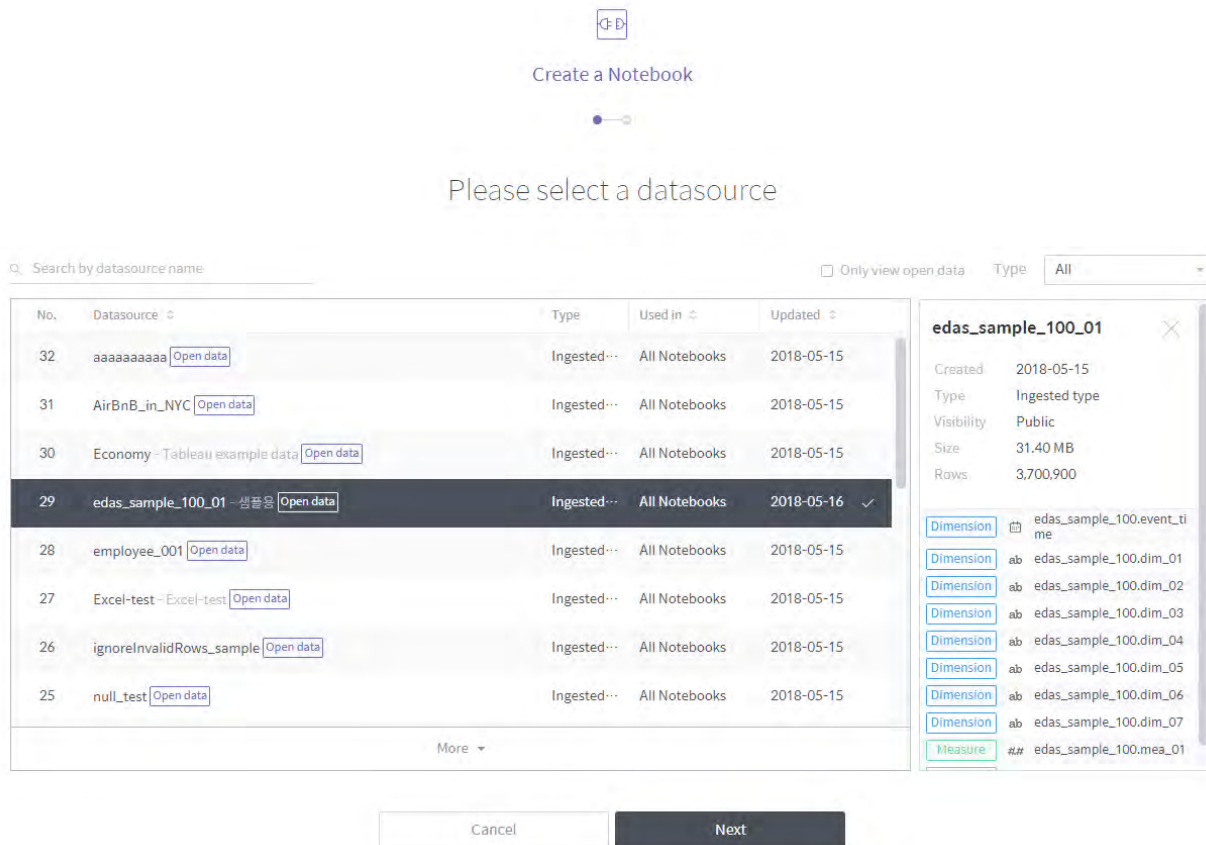 Create a Notebook
Please select a datasource
Search by datasource name
Only view open data Type All
No. Datasource Type Used in Updated
32 aaaaaaaaaa Open data Ingested··· All Notebooks 2018-05-15
31 AirBnB_in_NYC Open data Ingested··· All Notebooks 2018-05-15
30 Economy - Tableau example data Open data Ingested··· All Notebooks 2018-05-15
29 edas_sample_100_01 - 샘플용 Open data Ingested··· All Notebooks 2018-05-16
28 employee_001 Open data Ingested··· All Notebooks 2018-05-15
27 Excel-test - Excel-test Open data Ingested··· All Notebooks 2018-05-15
26 ignoreInvalidRows_sample Open data Ingested··· All Notebooks 2018-05-15
25 null_test Open data Ingested··· All Notebooks 2018-05-15
More
edas_sample_100_01
Created 2018-05-15
Type Ingested type
Visibility Public
Size 31.40 MB
Rows 3,700,900
Dimension edas_sample_100.event_ti
me
Dimension ab edas_sample_100.dim_01
Dimension ab edas_sample_100.dim_02
Dimension ab edas_sample_100.dim_03
Dimension ab edas_sample_100.dim_04
Dimension ab edas_sample_100.dim_05
Dimension ab edas_sample_100.dim_06
Dimension ab edas_sample_100.dim_07
Measure #.# edas_sample_100.mea_01
Cancel Next